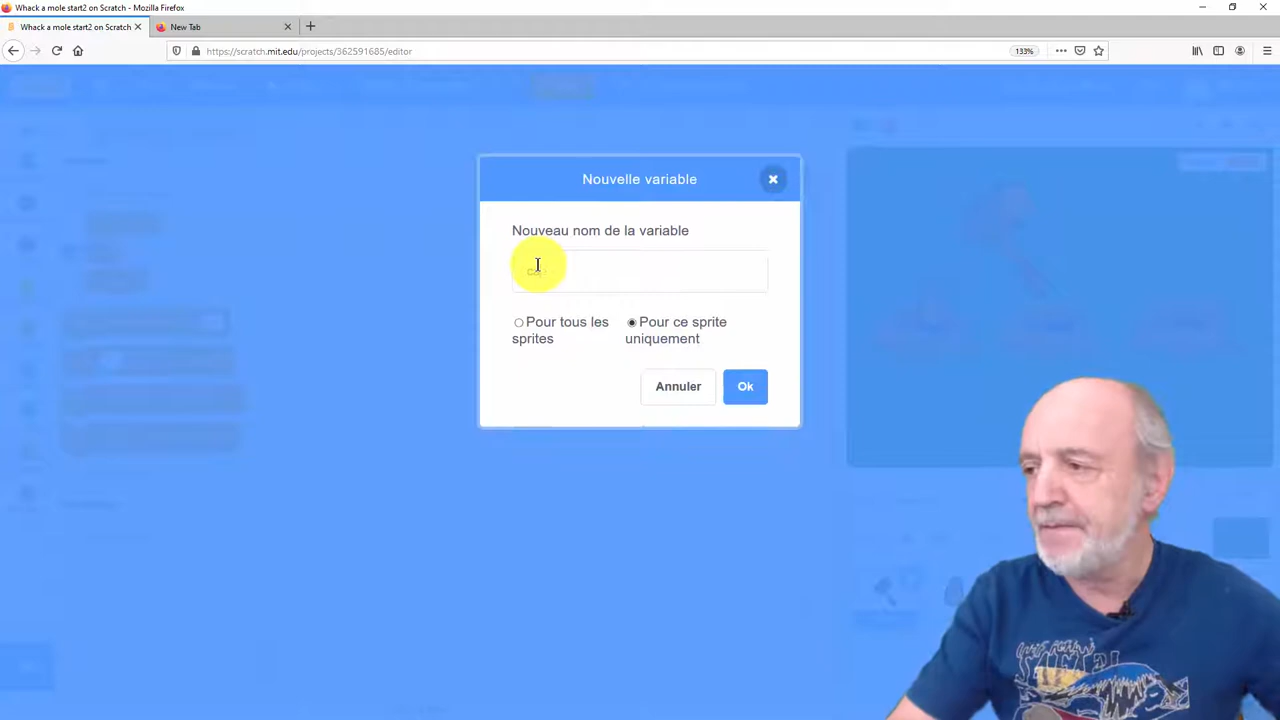 Whack a mole start2 on Scratch - Mozilla Firefox
Whack a mole start2 on Scratch
New Tab
https://scratch.mit.edu/projects/362591685/editor
133%
Nouvelle variable
Nouveau nom de la variable
Pour tous les
sprites
Pour ce sprite
uniquement
Annuler
Ok